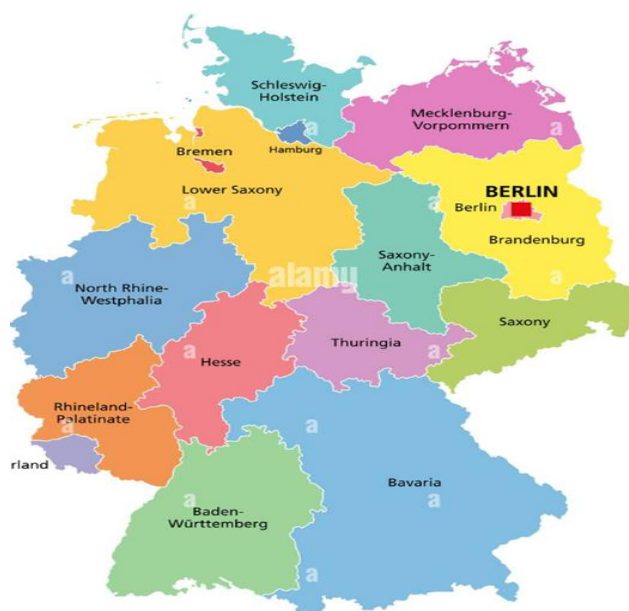 Schleswig-
Holstein
Mecklenburg-
Vorpommern
a
a
Hamburg
Bremen
Lower Saxony
a
BERLIN
Berlin
a
Brandenburg
a
Saxony-
Anhalt
alamy
a
North Rhine-
Westphalia
Saxony
Thuringia
a
Hesse
a
Rhineland-
Palatinate
a
a
rland
Bavaria
a
a
Baden-
Württemberg
a